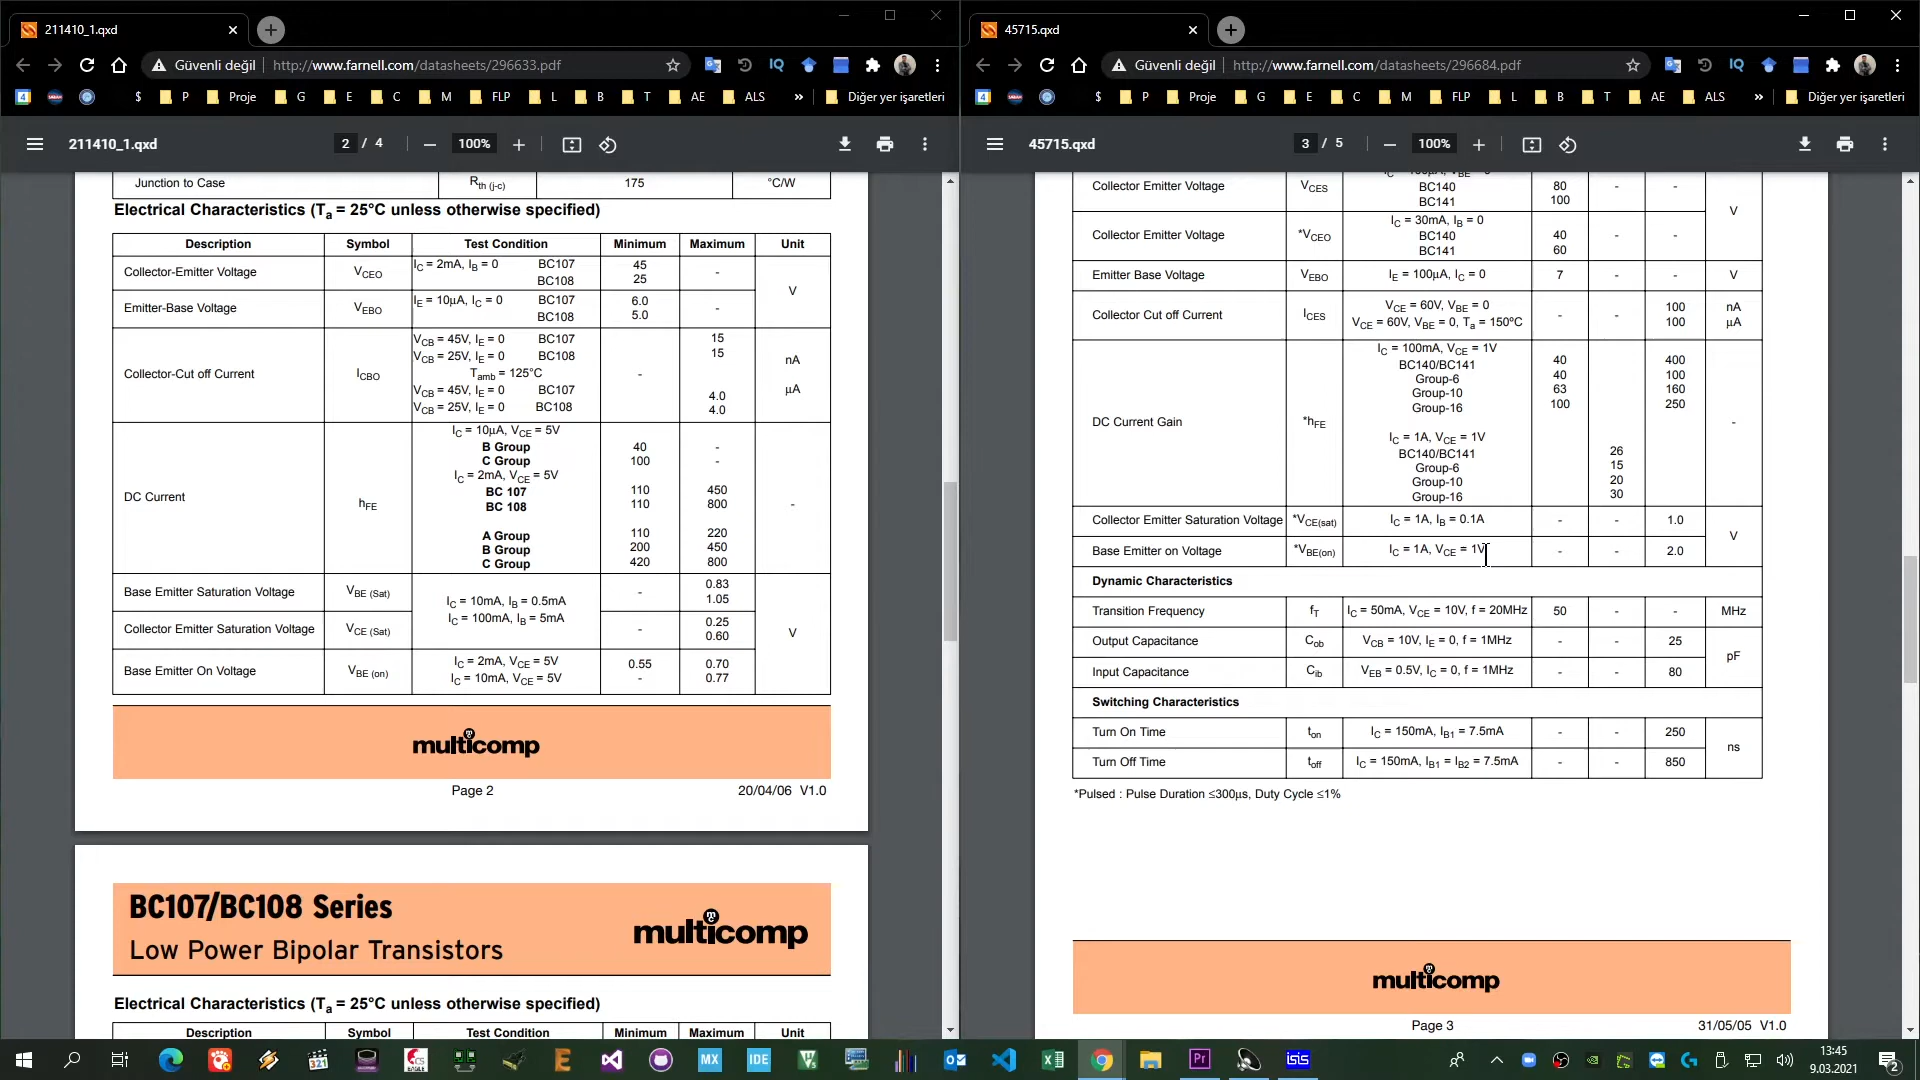 211410_1.qxd
45715.qxd
Güvenli değil | http://www.farnell.com/datasheets/296633.pdf
Güvenli değil | http://www.farnell.com/datasheets/296684.pdf
$ P Proje G E C M FLP L B T AE ALS » Diğer yer işaretleri
$ P Proje G E C M FLP L B T AE ALS » Diğer yer işaretleri
211410_1.qxd 2 / 4 100%
45715.qxd 3 / 5 100%
Junction to Case Rth (j-c) 175 °C/W
Electrical Characteristics (Ta = 25°C unless otherwise specified)
Description Symbol Test Condition Minimum Maximum Unit
Collector-Emitter Voltage VCEO IC = 2mA, IB = 0 BC107 45 - V
BC108 25
Emitter-Base Voltage VEBO IE = 10µA, IC = 0 BC107 6.0 -
BC108 5.0
Collector-Cut off Current ICBO VCB = 45V, IE = 0 BC107 - 15 nA
VCB = 25V, IE = 0 BC108 15
Tamb = 125°C
VCB = 45V, IE = 0 BC107 4.0 µA
VCB = 25V, IE = 0 BC108 4.0
DC Current hFE IC = 10µA, VCE = 5V -
B Group 40 -
C Group 100 -
IC = 2mA, VCE = 5V
BC 107 110 450
BC 108 110 800
A Group 110 220
B Group 200 450
C Group 420 800
Base Emitter Saturation Voltage VBE (Sat) IC = 10mA, IB = 0.5mA - 0.83 V
IC = 100mA, IB = 5mA 1.05
Collector Emitter Saturation Voltage VCE (Sat) - 0.25
0.60
Base Emitter On Voltage VBE (on) IC = 2mA, VCE = 5V 0.55 0.70
IC = 10mA, VCE = 5V - 0.77
multicomp
Page 2 20/04/06 V1.0
BC107/BC108 Series
Low Power Bipolar Transistors
multicomp
Electrical Characteristics (Ta = 25°C unless otherwise specified)
Description Symbol Test Condition Minimum Maximum Unit
Collector Emitter Voltage VCES IC = 100µA, VBE = 0 - - V
BC140 80
BC141 100
Collector Emitter Voltage *VCEO IC = 30mA, IB = 0 - -
BC140 40
BC141 60
Emitter Base Voltage VEBO IE = 100µA, IC = 0 7 - - V
Collector Cut off Current ICES VCE = 60V, VBE = 0 - - 100 nA
VCE = 60V, VBE = 0, Ta = 150°C 100 µA
DC Current Gain *hFE IC = 100mA, VCE = 1V -
BC140/BC141 40 400
Group-6 40 100
Group-10 63 160
Group-16 100 250
IC = 1A, VCE = 1V
BC140/BC141 26
Group-6 15
Group-10 20
Group-16 30
Collector Emitter Saturation Voltage *VCE(sat) IC = 1A, IB = 0.1A - - 1.0 V
Base Emitter on Voltage *VBE(on) IC = 1A, VCE = 1V - - 2.0
Dynamic Characteristics
Transition Frequency fT IC = 50mA, VCE = 10V, f = 20MHz 50 - - MHz
Output Capacitance Cob VCB = 10V, IE = 0, f = 1MHz - - 25 pF
Input Capacitance Cib VEB = 0.5V, IC = 0, f = 1MHz - - 80
Switching Characteristics
Turn On Time ton IC = 150mA, IB1 = 7.5mA - - 250 ns
Turn Off Time toff IC = 150mA, IB1 = IB2 = 7.5mA - - 850
*Pulsed : Pulse Duration ≤300µs, Duty Cycle ≤1%
multicomp
Page 3 31/05/05 V1.0
MX IDE Pr isis
13:45
9.03.2021
2